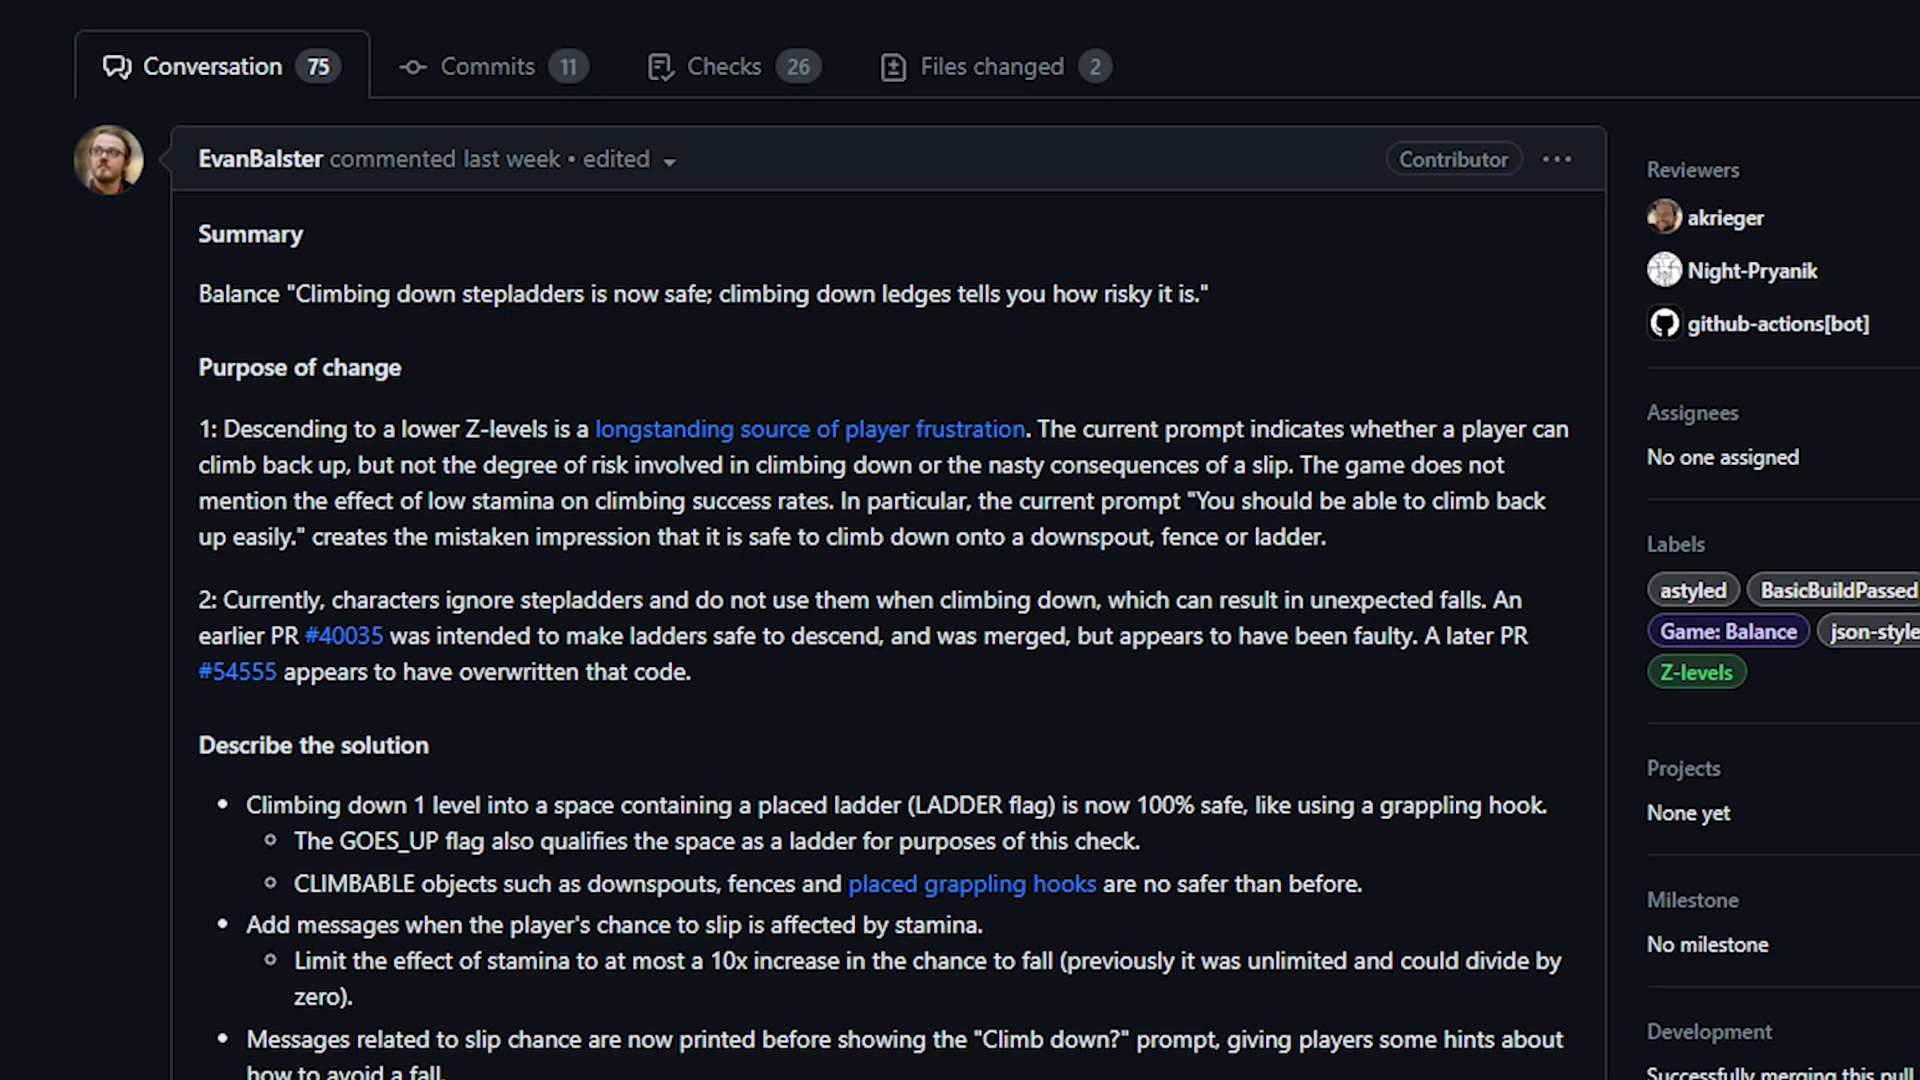 Conversation 75 Commits 11 Checks 26 Files changed 2
EvanBalster commented last week • edited
Contributor
Summary
Balance "Climbing down stepladders is now safe; climbing down ledges tells you how risky it is."
Purpose of change
1: Descending to a lower Z-levels is a longstanding source of player frustration. The current prompt indicates whether a player can
climb back up, but not the degree of risk involved in climbing down or the nasty consequences of a slip. The game does not
mention the effect of low stamina on climbing success rates. In particular, the current prompt "You should be able to climb back
up easily." creates the mistaken impression that it is safe to climb down onto a downspout, fence or ladder.
2: Currently, characters ignore stepladders and do not use them when climbing down, which can result in unexpected falls. An
earlier PR #40035 was intended to make ladders safe to descend, and was merged, but appears to have been faulty. A later PR
#54555 appears to have overwritten that code.
Describe the solution
• Climbing down 1 level into a space containing a placed ladder (LADDER flag) is now 100% safe, like using a grappling hook.
The GOES_UP flag also qualifies the space as a ladder for purposes of this check.
CLIMBABLE objects such as downspouts, fences and placed grappling hooks are no safer than before.
• Add messages when the player's chance to slip is affected by stamina.
Limit the effect of stamina to at most a 10x increase in the chance to fall (previously it was unlimited and could divide by
zero).
• Messages related to slip chance are now printed before showing the "Climb down?" prompt, giving players some hints about
how to avoid a fall.
Reviewers
akrieger
Night-Pryanik
github-actions[bot]
Assignees
No one assigned
Labels
astyled BasicBuildPassed
Game: Balance json-style
Z-levels
Projects
None yet
Milestone
No milestone
Development
Successfully merging this pull